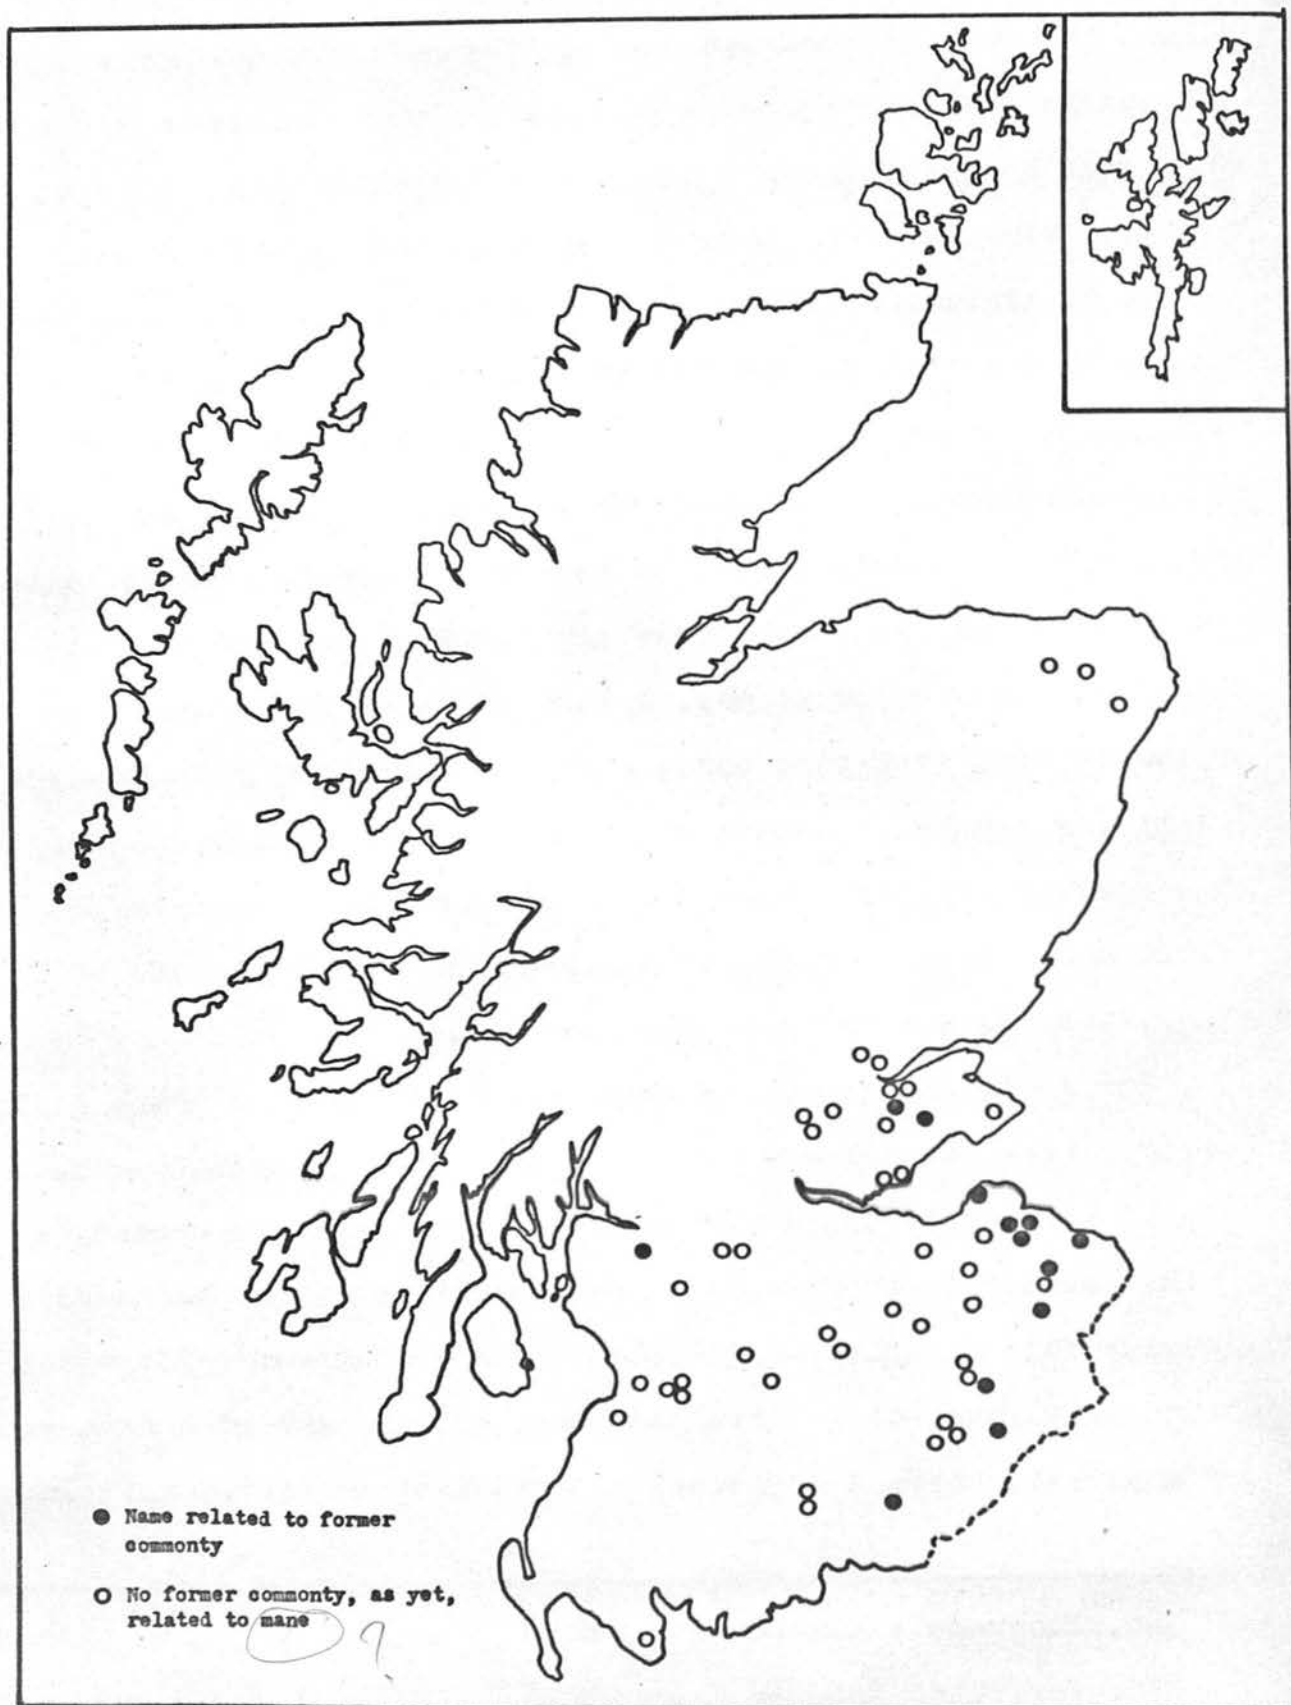 Name related to former
commonty
No former commonty, as yet,
related to mane
?